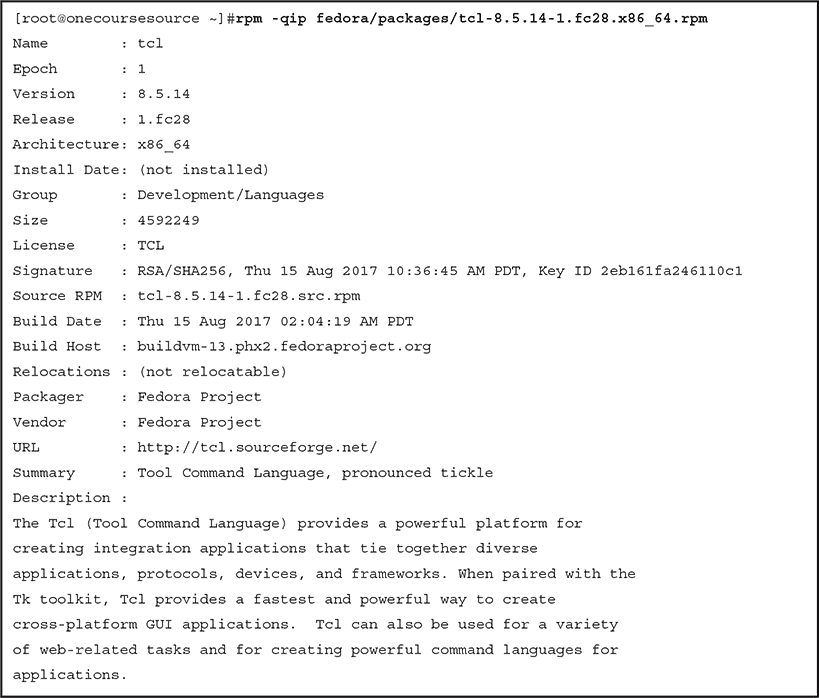 [root@onecoursesource ~]#rpm -qip fedora/packages/tcl-8.5.14-1.fc28.x86_64.rpm
Name        : tcl
Epoch       : 1
Version     : 8.5.14
Release     : 1.fc28
Architecture: x86_64
Install Date: (not installed)
Group       : Development/Languages
Size        : 4592249
License     : TCL
Signature   : RSA/SHA256, Thu 15 Aug 2017 10:36:45 AM PDT, Key ID 2eb161fa246110c1
Source RPM  : tcl-8.5.14-1.fc28.src.rpm
Build Date  : Thu 15 Aug 2017 02:04:19 AM PDT
Build Host  : buildvm-13.phx2.fedoraproject.org
Relocations : (not relocatable)
Packager    : Fedora Project
Vendor      : Fedora Project
URL         : http://tcl.sourceforge.net/
Summary     : Tool Command Language, pronounced tickle
Description :
The Tcl (Tool Command Language) provides a powerful platform for
creating integration applications that tie together diverse
applications, protocols, devices, and frameworks. When paired with the
Tk toolkit, Tcl provides a fastest and powerful way to create
cross-platform GUI applications.  Tcl can also be used for a variety
of web-related tasks and for creating powerful command languages for
applications.